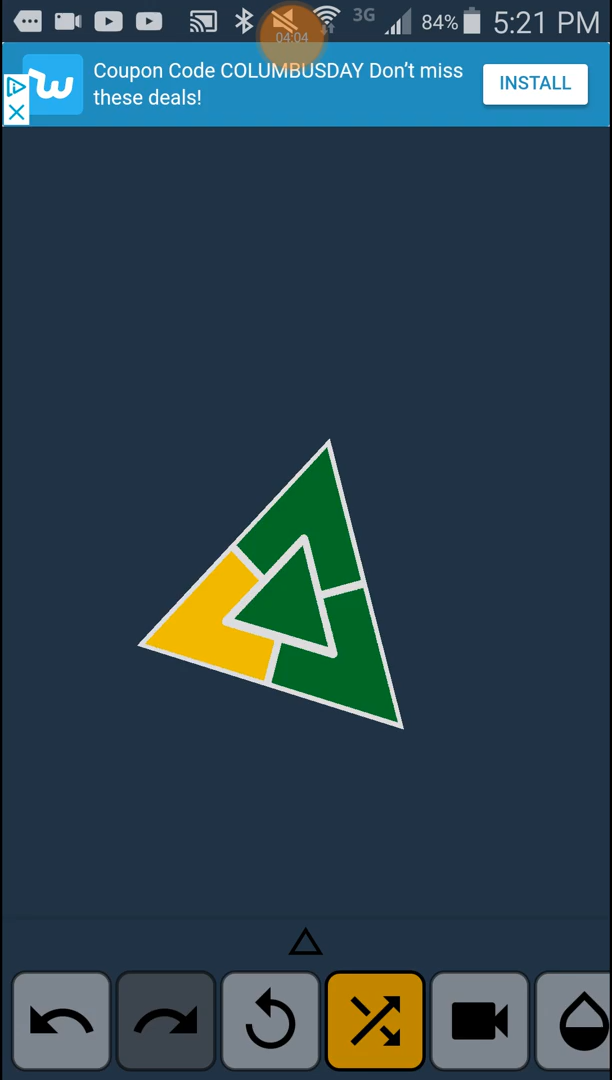 3G 84% 5:21 PM
04:04
Coupon Code COLUMBUSDAY Don't miss
these deals!
INSTALL